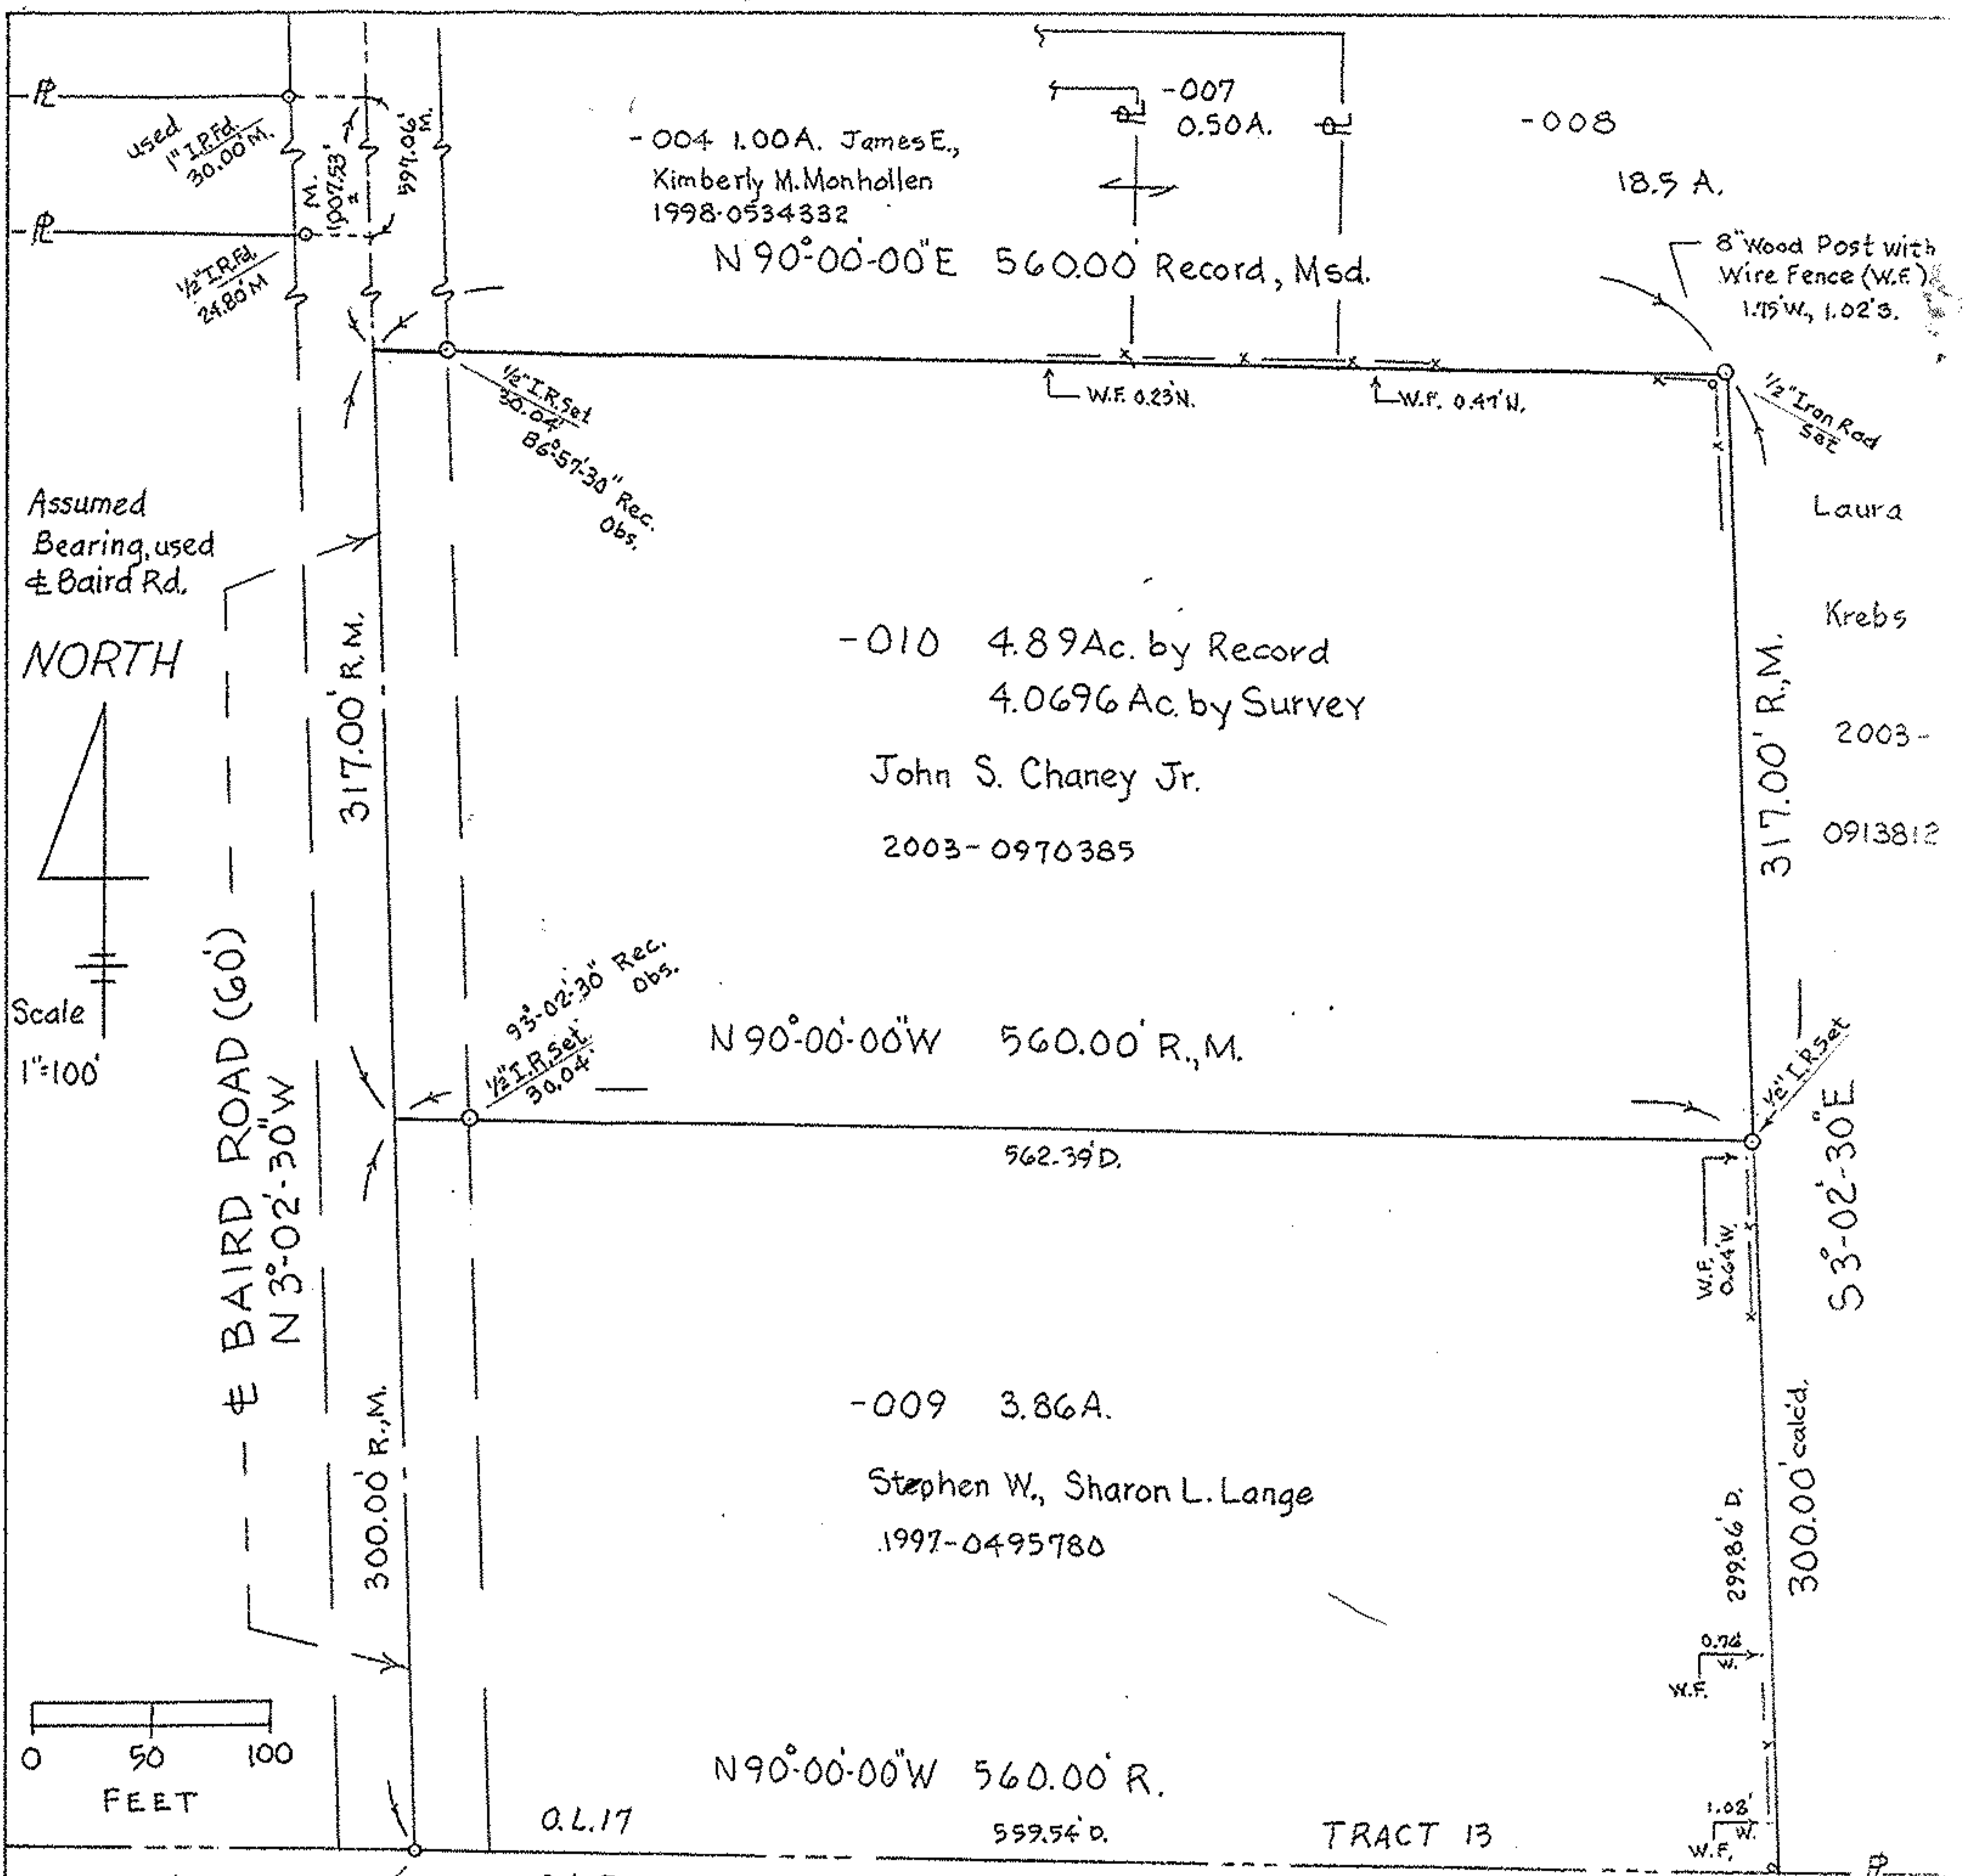 used
1" I.P.Fd.
30.00'M.
½" I.R.Fd.
24.80'M
M.
1007.53'
597.06'
M.
-004 1.00A. James E.,
Kimberly M. Monhollen
1998-0534332
-007
0.50A.
-008
18.5 A.
N 90°-00'-00"E 560.00' Record, Msd.
8" Wood Post with
Wire Fence (W.F.)
1.75'W., 1.02'S.
W.F. 0.23'N.
W.F. 0.47'N.
½" I.R.Set
30.04'
86°-57'-30" Rec.
Obs.
½" Iron Rod
Set
Assumed
Bearing, used
℄ Baird Rd.
NORTH
Scale
1"=100'
317.00' R.M.
-010 4.89Ac. by Record
4.0696 Ac. by Survey
John S. Chaney Jr.
2003-0970385
317.00' R.,M.
Laura
Krebs
2003-
0913812
93°-02'-30" Rec.
Obs.
½" I.R.Set
30.04'
N 90°-00'-00"W 560.00' R.,M.
562.39'D.
½" I.R.Set
W.F.
0.64'W.
S 3°-02'-30"E
℄ BAIRD ROAD (60')
N 3°-02'-30"W
300.00' R.,M.
-009 3.86A.
Stephen W., Sharon L. Lange
1997-0495780
299.86' D.
300.00' calc'd.
W.
W.F.
0 50 100
FEET
N 90°-00'-00"W 560.00' R.
O.L.17
559.54' D.
TRACT 13
W.
W.F.